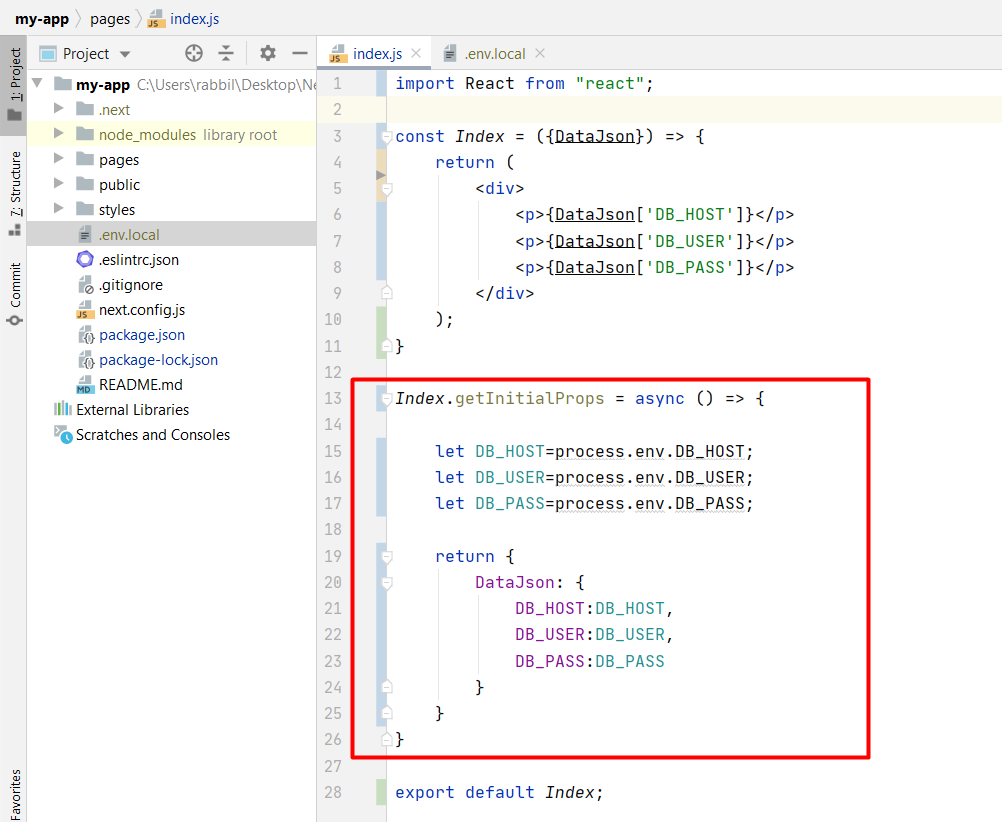 my-app pages index.js
Project
index.js
.env.local
1: Project
7: Structure
Commit
Favorites
my-app C:\Users\rabbil\Desktop\Ne
.next
node_modules library root
pages
public
styles
.env.local
.eslintrc.json
.gitignore
next.config.js
package.json
package-lock.json
README.md
External Libraries
Scratches and Consoles
1 import React from "react";
2
3 const Index = ({DataJson}) => {
4 return (
5 <div>
6 <p>{DataJson['DB_HOST']}</p>
7 <p>{DataJson['DB_USER']}</p>
8 <p>{DataJson['DB_PASS']}</p>
9 </div>
10 );
11 }
12
13 Index.getInitialProps = async () => {
14
15 let DB_HOST=process.env.DB_HOST;
16 let DB_USER=process.env.DB_USER;
17 let DB_PASS=process.env.DB_PASS;
18
19 return {
20 DataJson: {
21 DB_HOST:DB_HOST,
22 DB_USER:DB_USER,
23 DB_PASS:DB_PASS
24 }
25 }
26 }
27
28 export default Index;